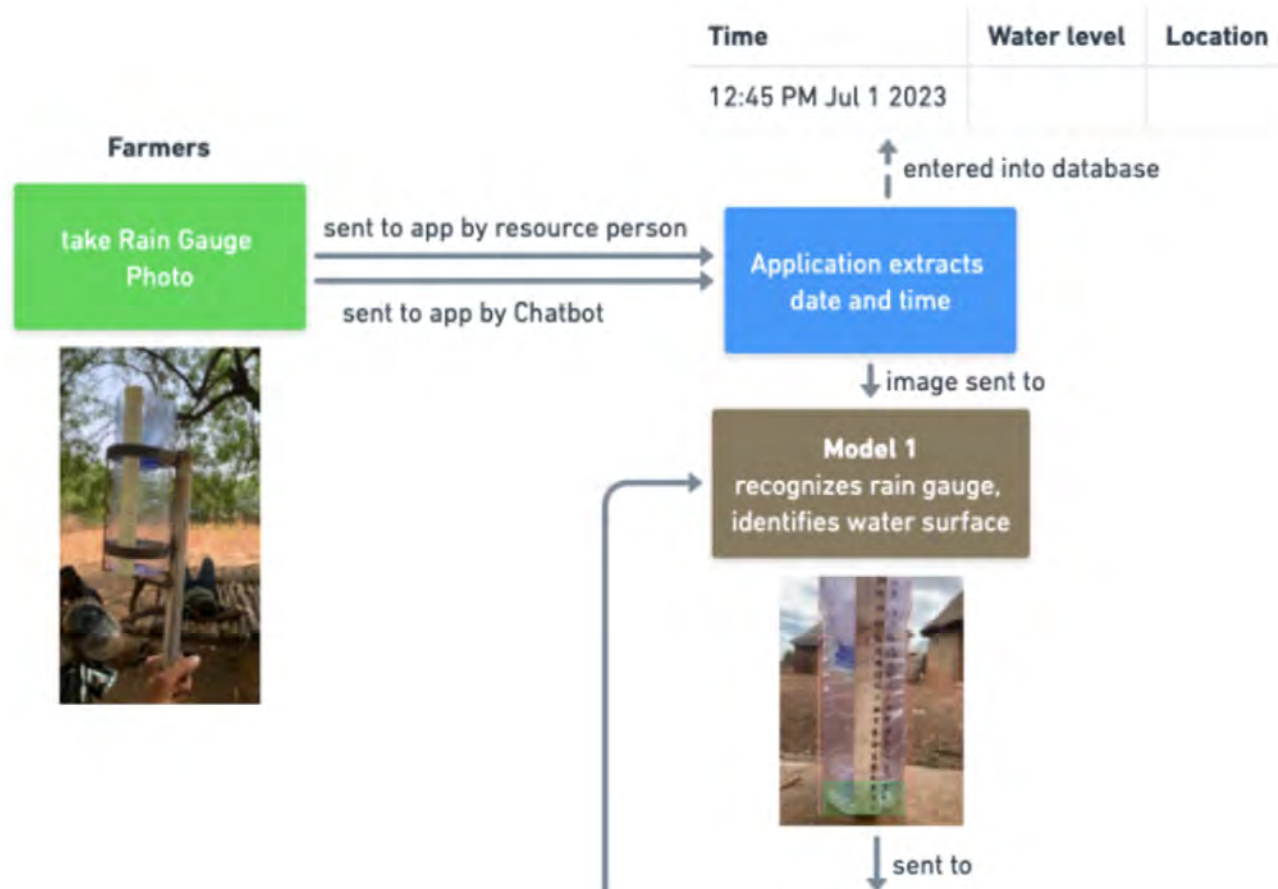 Time Water level Location
12:45 PM Jul 1 2023
Farmers
entered into database
take Rain Gauge
Photo
sent to app by resource person
sent to app by Chatbot
Application extracts
date and time
image sent to
Model 1
recognizes rain gauge,
identifies water surface
sent to